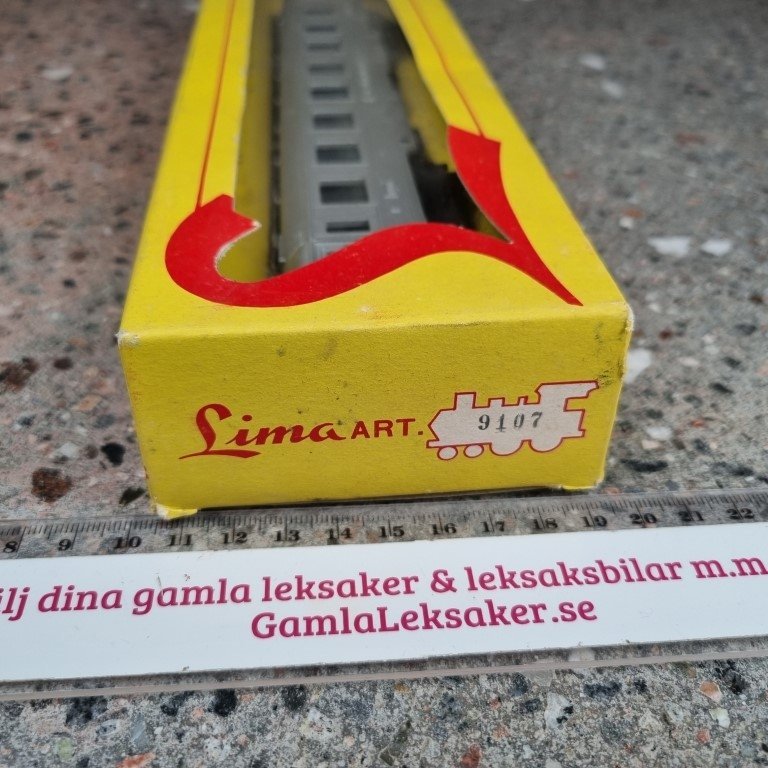 Lima ART. 9107
8 9 10 11 12 13 14 15 16 17 18 19 20 21 22
lj dina gamla leksaker & leksaksbilar m.m
GamlaLeksaker.se